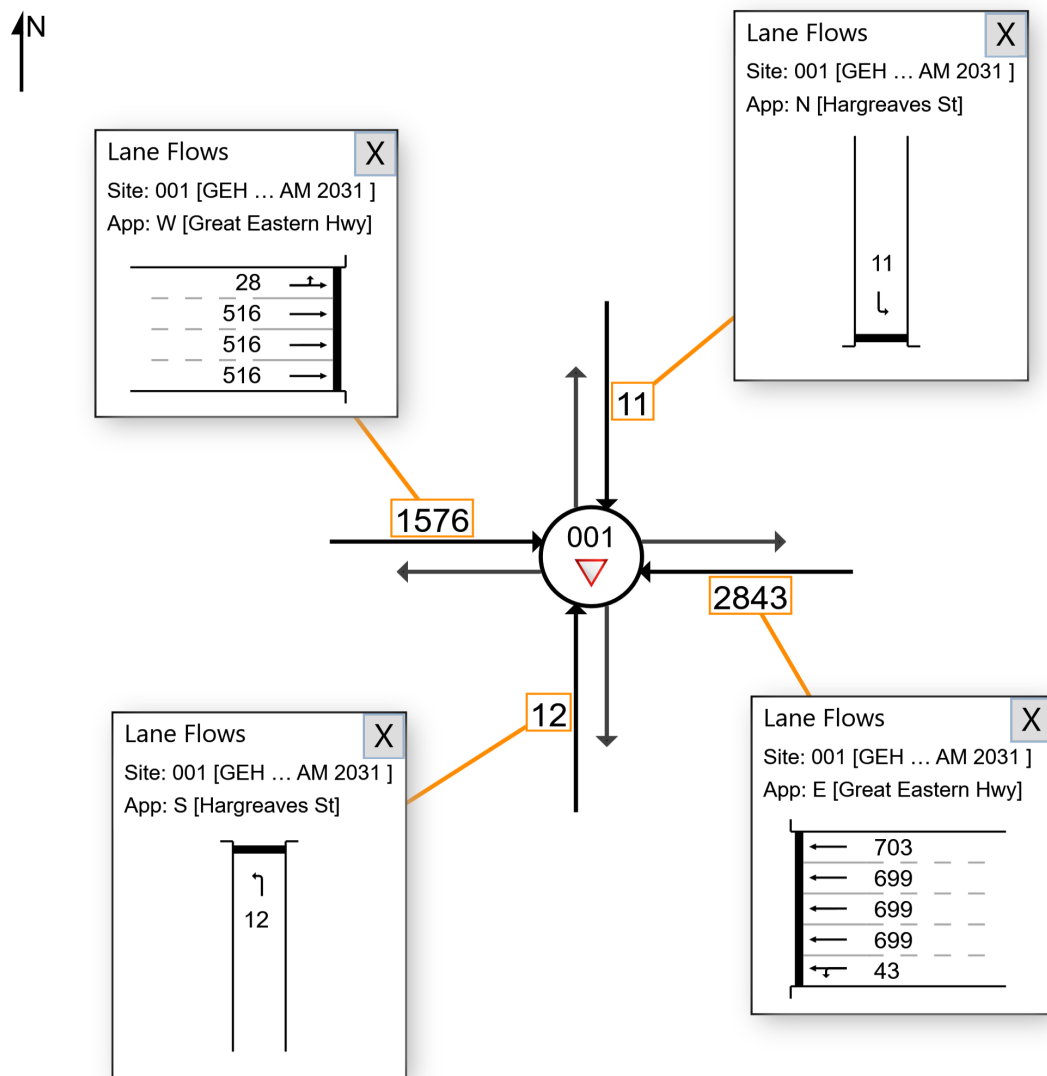 N
Lane Flows
X
Site: 001 [GEH ... AM 2031 ]
App: N [Hargreaves St]
11
Lane Flows
X
Site: 001 [GEH ... AM 2031 ]
App: W [Great Eastern Hwy]
28
516
516
516
11
1576
001
2843
12
Lane Flows
X
Site: 001 [GEH ... AM 2031 ]
App: S [Hargreaves St]
12
Lane Flows
X
Site: 001 [GEH ... AM 2031 ]
App: E [Great Eastern Hwy]
703
699
699
699
43